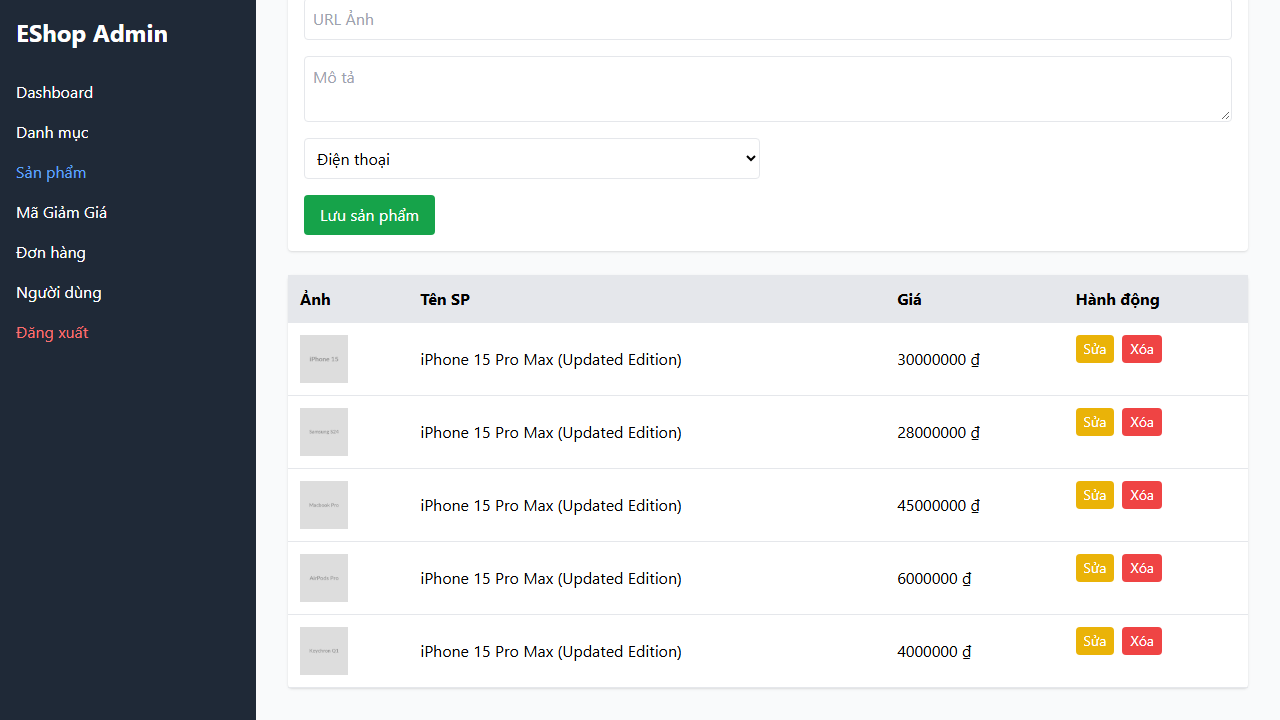 EShop Admin
Dashboard
Danh mục
Sản phẩm
Mã Giảm Giá
Đơn hàng
Người dùng
Đăng xuất
URL Ảnh
Mô tả
Điện thoại
Lưu sản phẩm
Ảnh Tên SP Giá Hành động
iPhone 15 iPhone 15 Pro Max (Updated Edition) 30000000 ₫ Sửa Xóa
Samsung S24 iPhone 15 Pro Max (Updated Edition) 28000000 ₫ Sửa Xóa
Macbook Pro iPhone 15 Pro Max (Updated Edition) 45000000 ₫ Sửa Xóa
AirPods Pro iPhone 15 Pro Max (Updated Edition) 6000000 ₫ Sửa Xóa
Keychron Q1 iPhone 15 Pro Max (Updated Edition) 4000000 ₫ Sửa Xóa